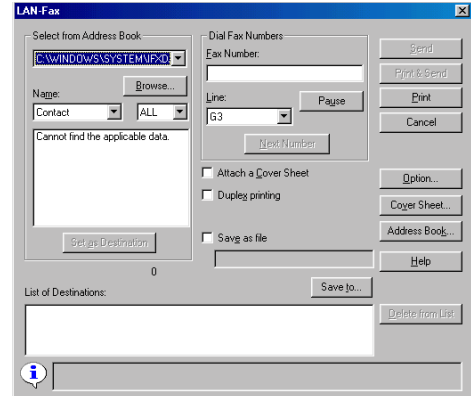 LAN-Fax
Select from Address Book
C:\WINDOWS\SYSTEM\IFXD
Browse...
Name:
Contact
ALL
Cannot find the applicable data.
Set as Destination
0
Dial Fax Numbers
Fax Number:
Line:
G3
Pause
Next Number
Attach a Cover Sheet
Duplex printing
Save as file
Save to...
Send
Print & Send
Print
Cancel
Option...
Cover Sheet...
Address Book...
Help
List of Destinations:
Delete from List